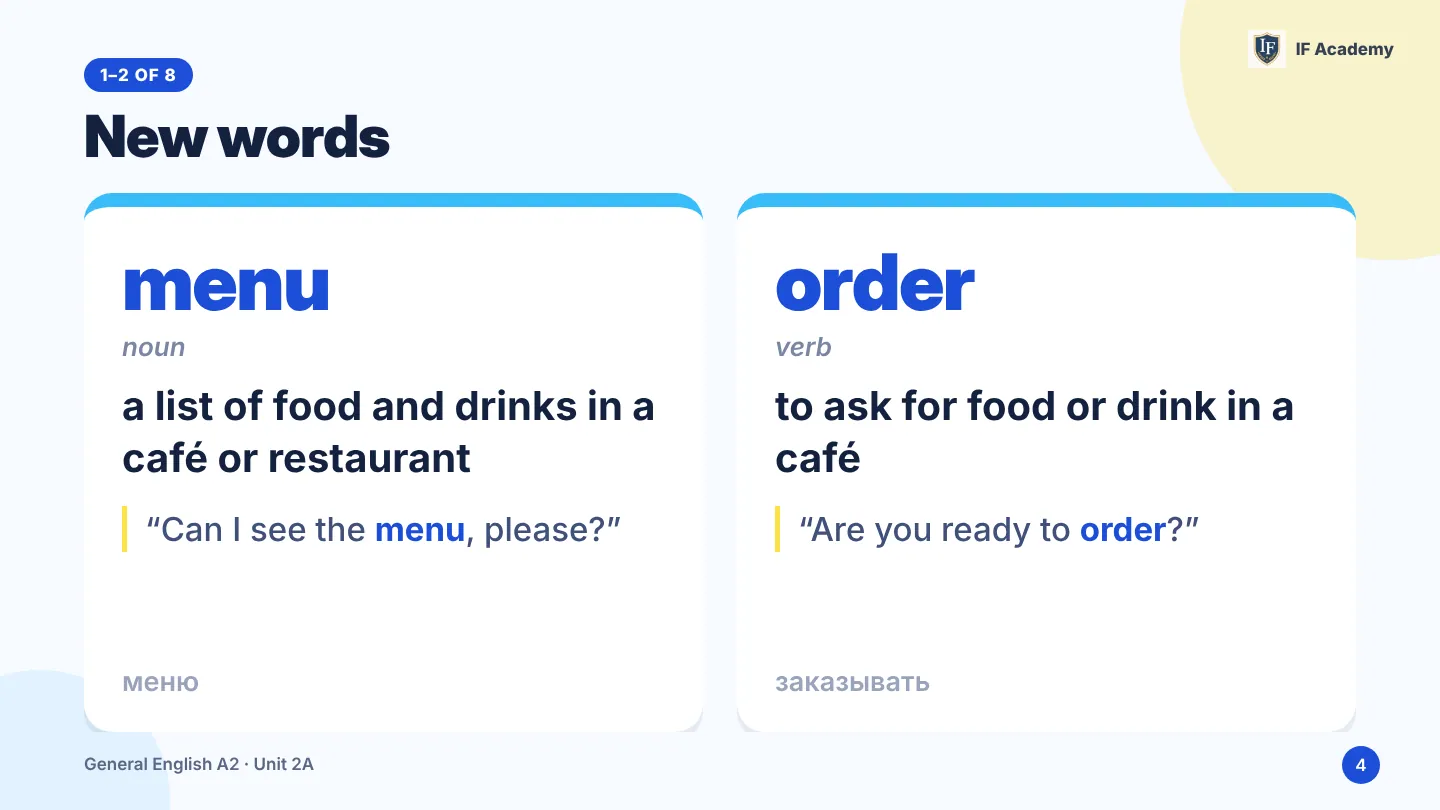 IF
IF Academy
1–2 OF 8
New words
menu
noun
a list of food and drinks in a
café or restaurant
“Can I see the menu, please?”
меню
order
verb
to ask for food or drink in a
café
“Are you ready to order?”
заказывать
General English A2 · Unit 2A
4